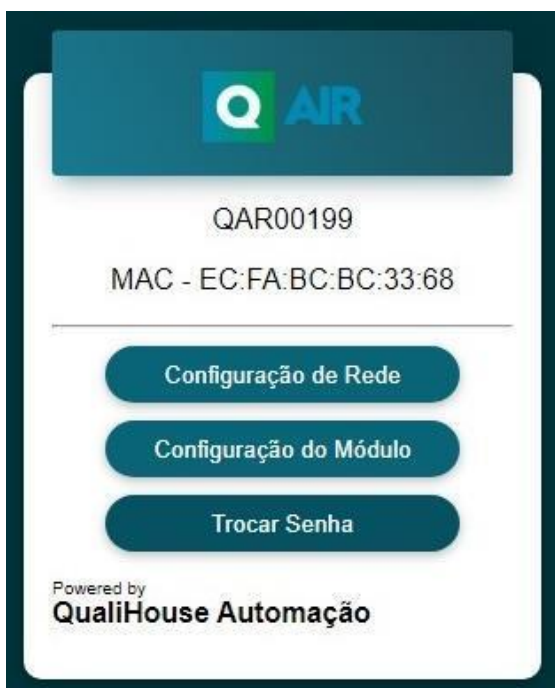 Q AIR
QAR00199
MAC - EC:FA:BC:BC:33:68
Configuração de Rede
Configuração do Módulo
Trocar Senha
Powered by
QualiHouse Automação